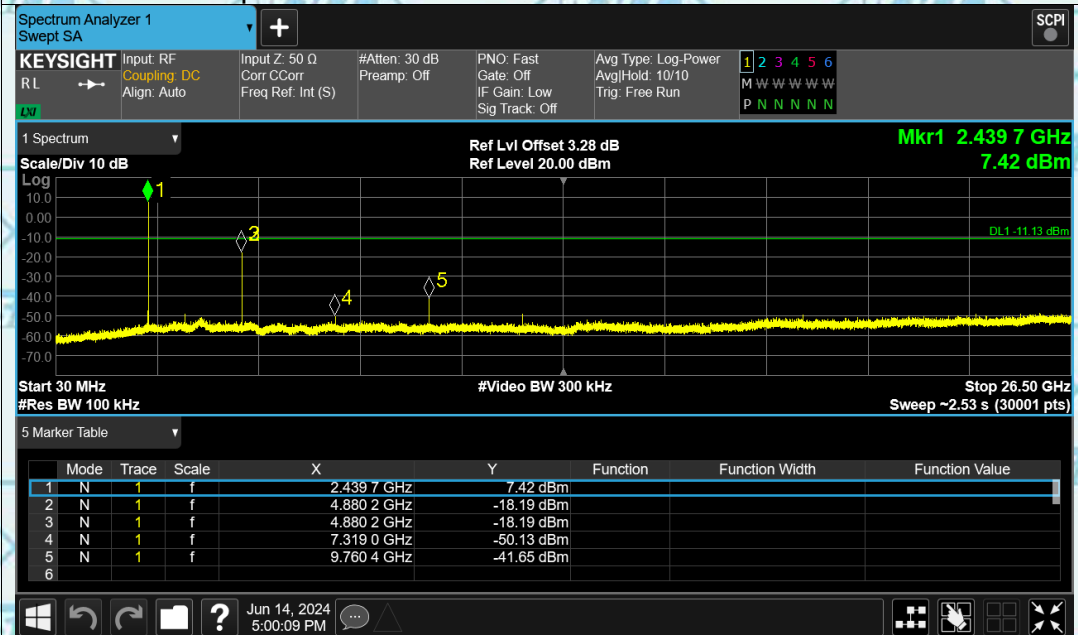 Spectrum Analyzer 1
Swept SA
+
SCPI
KEYSIGHT
RL
LXI
Input: RF
Coupling: DC
Align: Auto
Input Z: 50 Ω
Corr CCorr
Freq Ref: Int (S)
#Atten: 30 dB
Preamp: Off
PNO: Fast
Gate: Off
IF Gain: Low
Sig Track: Off
Avg Type: Log-Power
Avg|Hold: 10/10
Trig: Free Run
1 2 3 4 5 6
M W W W W W
P N N N N N
1 Spectrum
Scale/Div 10 dB
Ref Lvl Offset 3.28 dB
Ref Level 20.00 dBm
Mkr1 2.439 7 GHz
7.42 dBm
Log
10.0
0.00
-10.0
-20.0
-30.0
-40.0
-50.0
-60.0
-70.0
1
4
5
DL1 -11.13 dBm
Start 30 MHz
#Video BW 300 kHz
Stop 26.50 GHz
#Res BW 100 kHz
Sweep ~2.53 s (30001 pts)
5 Marker Table
Mode Trace Scale X Y Function Function Width Function Value
1 N 1 f 2.439 7 GHz 7.42 dBm
2 N 1 f 4.880 2 GHz -18.19 dBm
3 N 1 f 4.880 2 GHz -18.19 dBm
4 N 1 f 7.319 0 GHz -50.13 dBm
5 N 1 f 9.760 4 GHz -41.65 dBm
6
?
Jun 14, 2024
5:00:09 PM